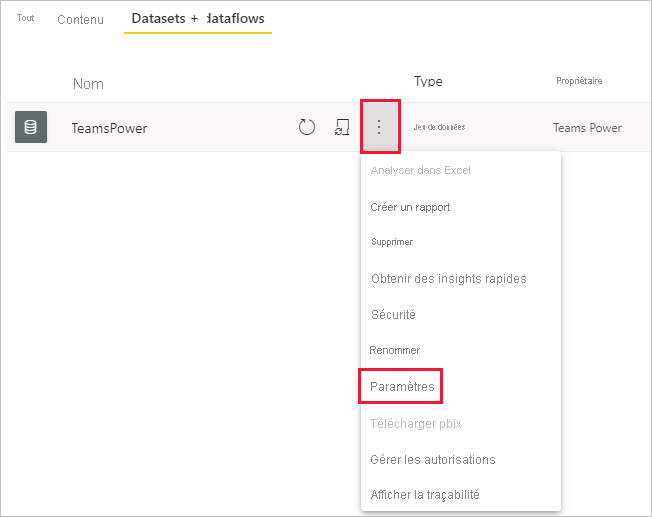 Tout Contenu Datasets + dataflows
Nom Type Propriétaire
TeamsPower Jeu de données Teams Power
Analyser dans Excel
Créer un rapport
Supprimer
Obtenir des insights rapides
Sécurité
Renommer
Paramètres
Télécharger pbix
Gérer les autorisations
Afficher la traçabilité